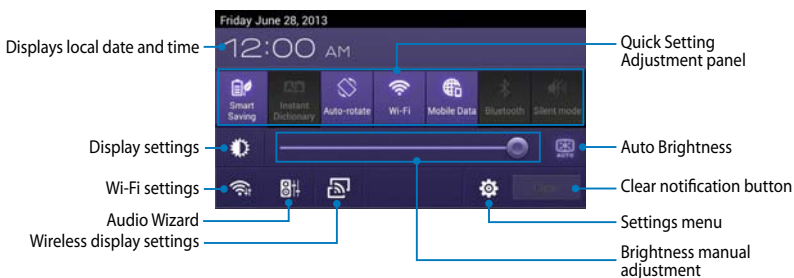 Friday June 28, 2013
12:00 AM
Displays local date and time
Quick Setting
Adjustment panel
Smart
Saving
Instant
Dictionary
Auto-rotate
Wi-Fi
Mobile Data
Bluetooth
Silent mode
Display settings
AUTO
Auto Brightness
Wi-Fi settings
Clear
Clear notification button
Audio Wizard
Settings menu
Wireless display settings
Brightness manual
adjustment